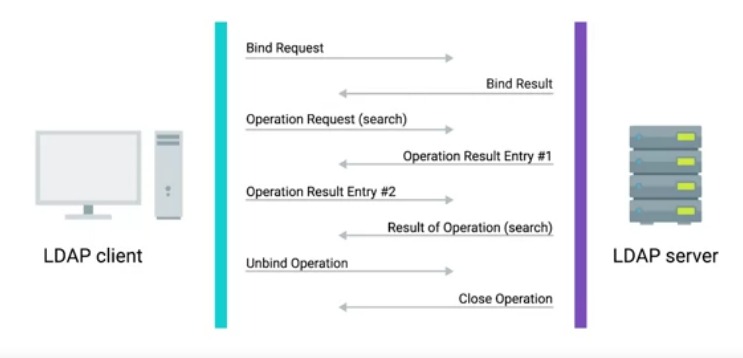 Bind Request
Bind Result
Operation Request (search)
Operation Result Entry #1
Operation Result Entry #2
Result of Operation (search)
LDAP client
LDAP server
Unbind Operation
Close Operation